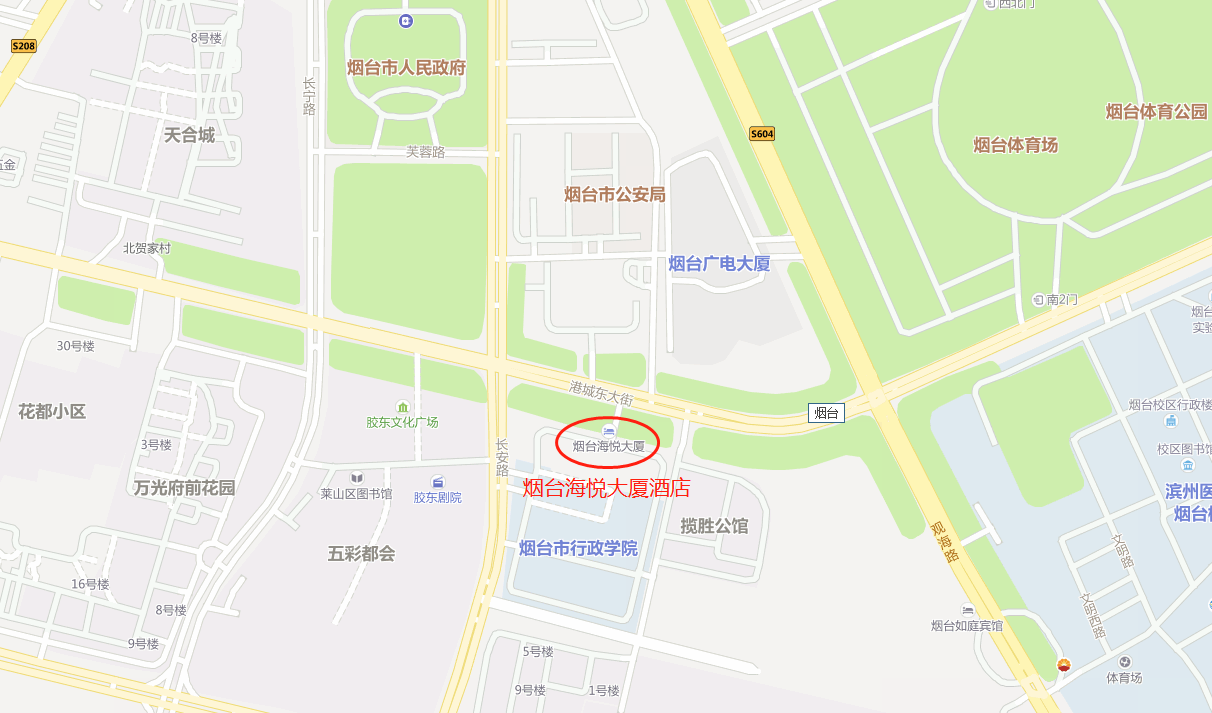 西北门
8号楼
S208
烟台市人民政府
长宁路
烟台体育公园
天合城
S604
烟台体育场
芙蓉路
五金
烟台市公安局
北贺家村
烟台广电大厦
南2门
烟台
实验
30号楼
港城东大街
花都小区
胶东文化广场
烟台
烟台校区行政楼
3号楼
长安路
烟台海悦大厦
校区图书馆
万光府前花园
莱山区图书馆
胶东剧院
烟台海悦大厦酒店
滨州医
烟台校
揽胜公馆
观海路
五彩都会
烟台市行政学院
文明路
16号楼
8号楼
文明西路
烟台如庭宾馆
9号楼
5号楼
体育场
9号楼
1号楼